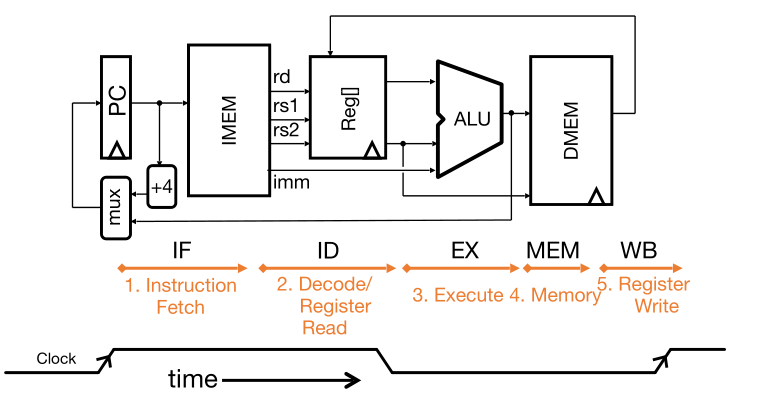 PC
IMEM
rd
rs1
rs2
imm
Reg[]
ALU
DMEM
+4
mux
IF
ID
EX
MEM
WB
1. Instruction
Fetch
2. Decode/
Register
Read
3. Execute
4. Memory
5. Register
Write
Clock
time